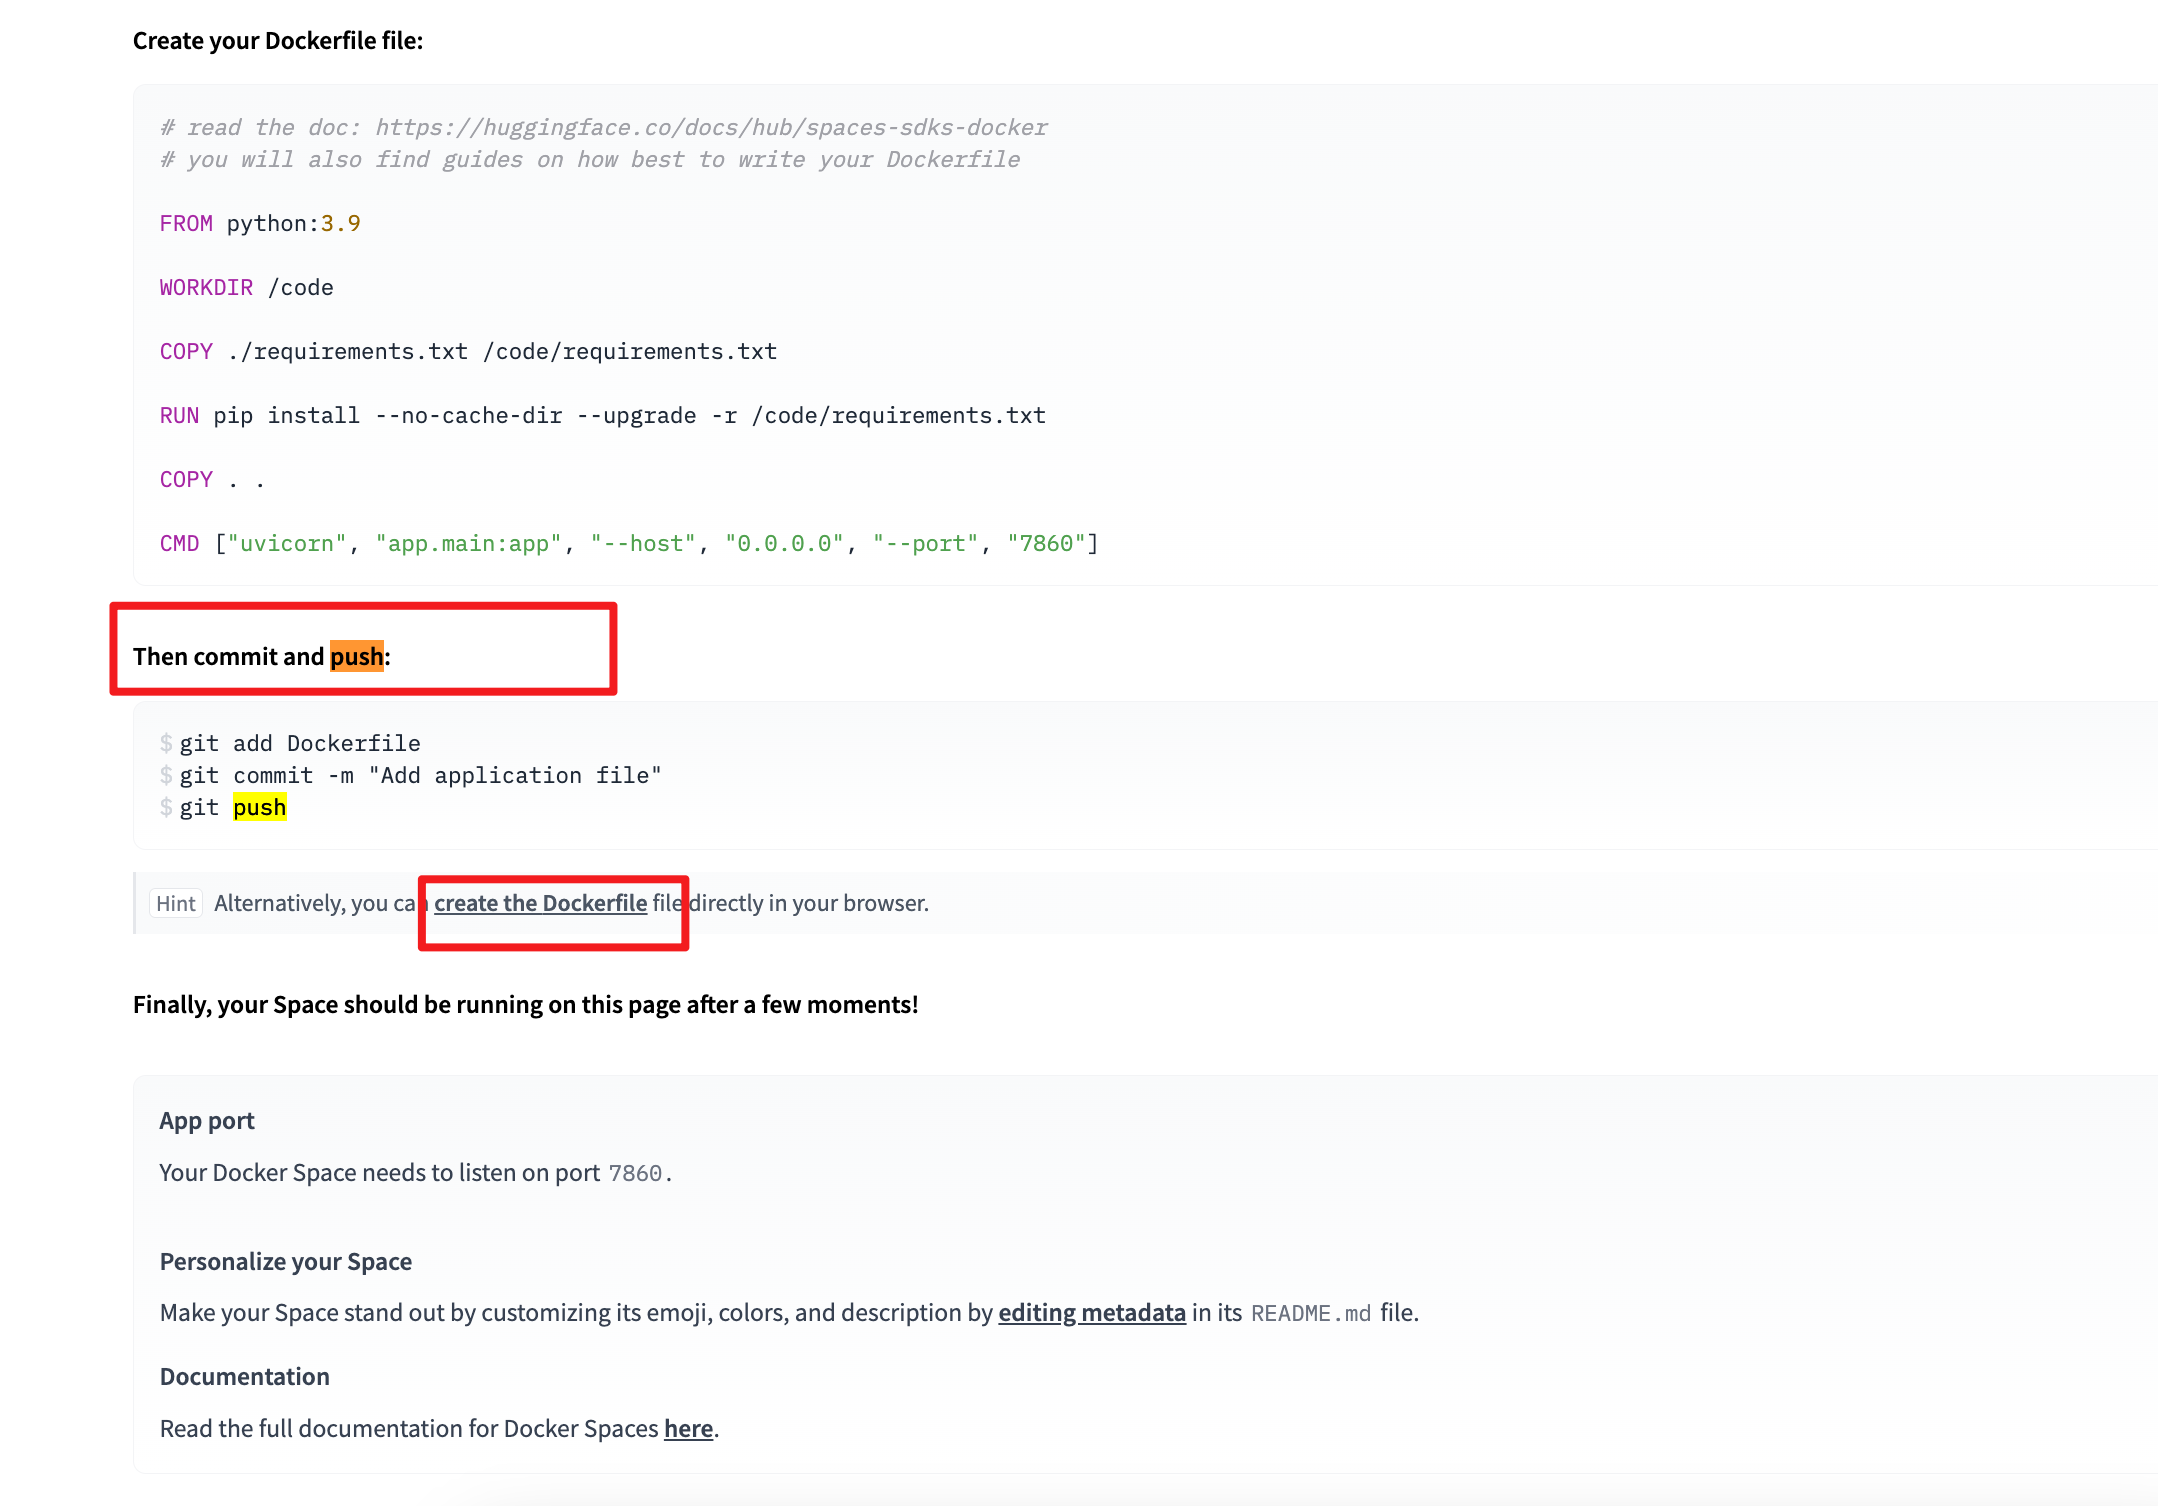 Create your Dockerfile file:
# read the doc: https://huggingface.co/docs/hub/spaces-sdks-docker
# you will also find guides on how best to write your Dockerfile
FROM python:3.9
WORKDIR /code
COPY ./requirements.txt /code/requirements.txt
RUN pip install --no-cache-dir --upgrade -r /code/requirements.txt
COPY . .
CMD ["uvicorn", "app.main:app", "--host", "0.0.0.0", "--port", "7860"]
Then commit and push:
$ git add Dockerfile
$ git commit -m "Add application file"
$ git push
Hint Alternatively, you can create the Dockerfile file directly in your browser.
Finally, your Space should be running on this page after a few moments!
App port
Your Docker Space needs to listen on port 7860.
Personalize your Space
Make your Space stand out by customizing its emoji, colors, and description by editing metadata in its README.md file.
Documentation
Read the full documentation for Docker Spaces here.